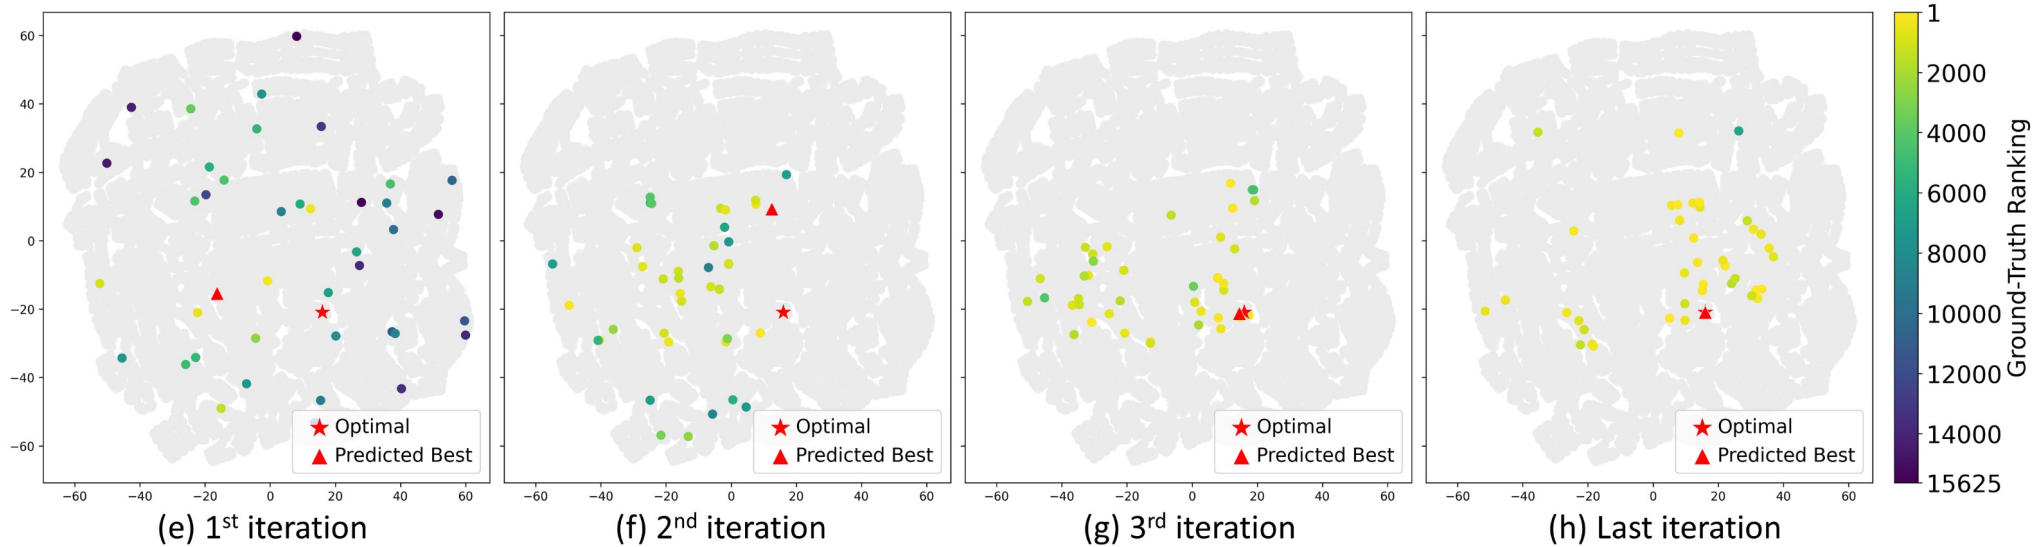 60
40
20
0
−20
−40
−60
−60 −40 −20 0 20 40 60
Optimal
Predicted Best
(e) 1st iteration
−60 −40 −20 0 20 40 60
Optimal
Predicted Best
(f) 2nd iteration
−60 −40 −20 0 20 40 60
Optimal
Predicted Best
(g) 3rd iteration
−60 −40 −20 0 20 40 60
Optimal
Predicted Best
(h) Last iteration
1
2000
4000
6000
8000
10000
12000
14000
15625
Ground-Truth Ranking